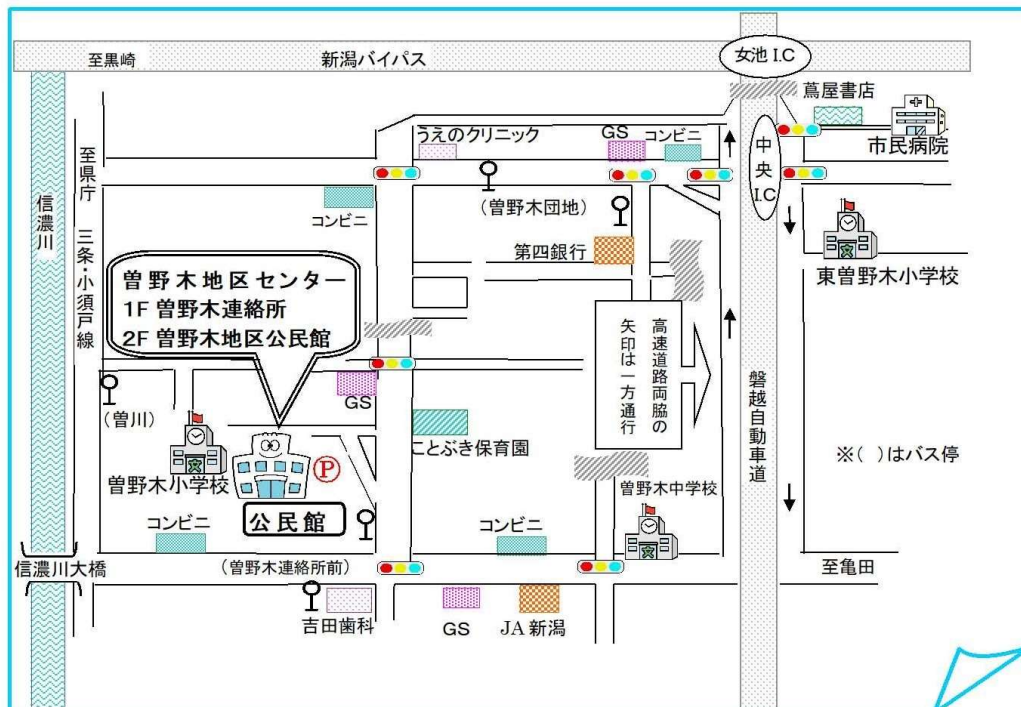 至黒崎
新潟バイパス
女池 I.C
蔦屋書店
うえのクリニック
GS
コンビニ
市民病院
中央I.C
至県庁
三条・小須戸線
信濃川
コンビニ
(曽野木団地)
第四銀行
東曽野木小学校
曽野木地区センター
1F 曽野木連絡所
2F 曽野木地区公民館
高速道路両脇の
矢印は一方通行
磐越自動車道
GS
(曽川)
ことぶき保育園
※( )はバス停
曽野木小学校
P
曽野木中学校
公民館
コンビニ
コンビニ
信濃川大橋
(曽野木連絡所前)
至亀田
吉田歯科
GS
JA 新潟